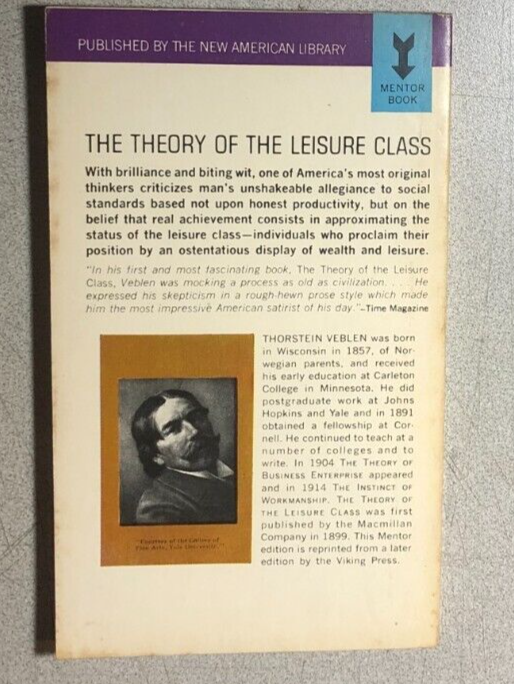 PUBLISHED BY THE NEW AMERICAN LIBRARY
MENTOR
BOOK
THE THEORY OF THE LEISURE CLASS
With brilliance and biting wit, one of America's most original
thinkers criticizes man's unshakeable allegiance to social
standards based not upon honest productivity, but on the
belief that real achievement consists in approximating the
status of the leisure class—individuals who proclaim their
position by an ostentatious display of wealth and leisure.
"In his first and most fascinating book, The Theory of the Leisure
Class, Veblen was mocking a process as old as civilization. . . . He
expressed his skepticism in a rough-hewn prose style which made
him the most impressive American satirist of his day."—Time Magazine
THORSTEIN VEBLEN was born
in Wisconsin in 1857, of Nor-
wegian parents, and received
his early education at Carleton
College in Minnesota. He did
postgraduate work at Johns
Hopkins and Yale and in 1891
obtained a fellowship at Cor-
nell. He continued to teach at a
number of colleges and to
write. In 1904 THE THEORY OF
BUSINESS ENTERPRISE appeared
and in 1914 THE INSTINCT OF
WORKMANSHIP. THE THEORY OF
THE LEISURE CLASS was first
published by the Macmillan
Company in 1899. This Mentor
edition is reprinted from a later
edition by the Viking Press.
"Courtesy of the Gallery of
Fine Arts, Yale University."